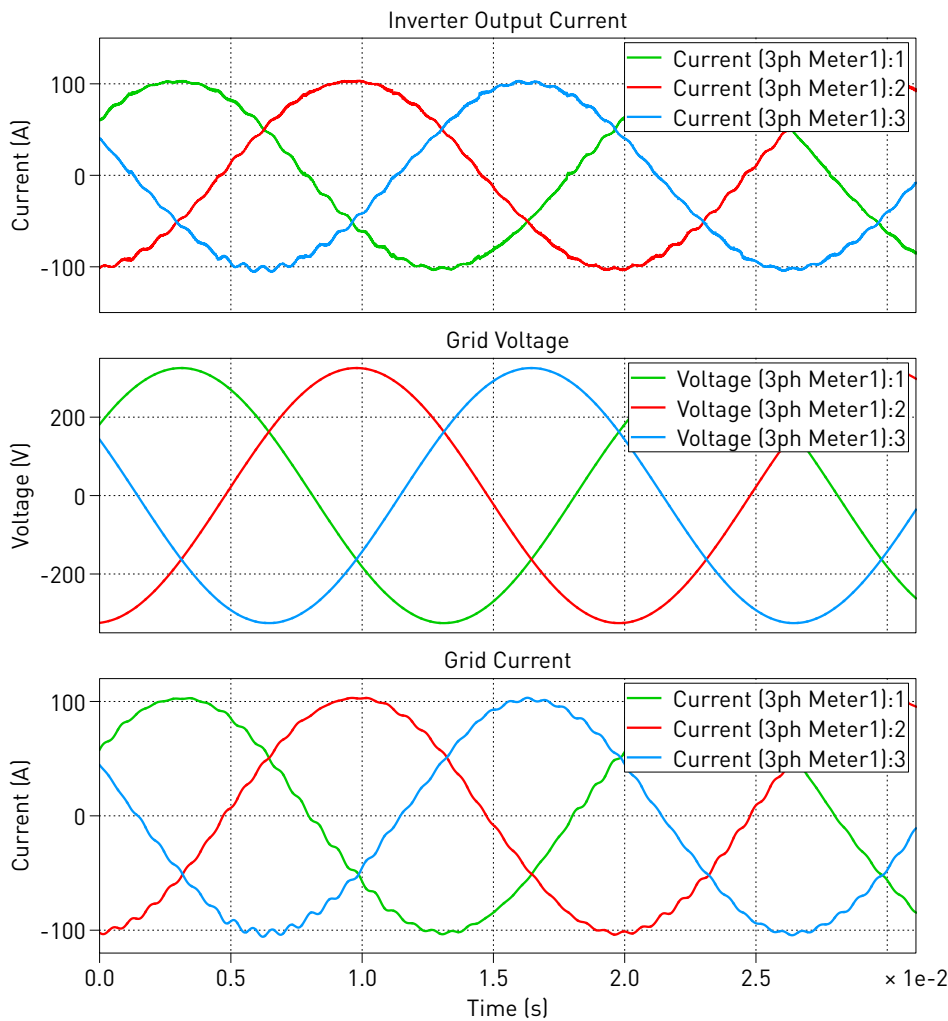 Inverter Output Current
Current (A)
100
0
-100
Current (3ph Meter1):1
Current (3ph Meter1):2
Current (3ph Meter1):3
Grid Voltage
Voltage (V)
200
0
-200
Voltage (3ph Meter1):1
Voltage (3ph Meter1):2
Voltage (3ph Meter1):3
Grid Current
Current (A)
100
0
-100
Current (3ph Meter1):1
Current (3ph Meter1):2
Current (3ph Meter1):3
0.0 0.5 1.0 1.5 2.0 2.5 × 1e-2
Time (s)